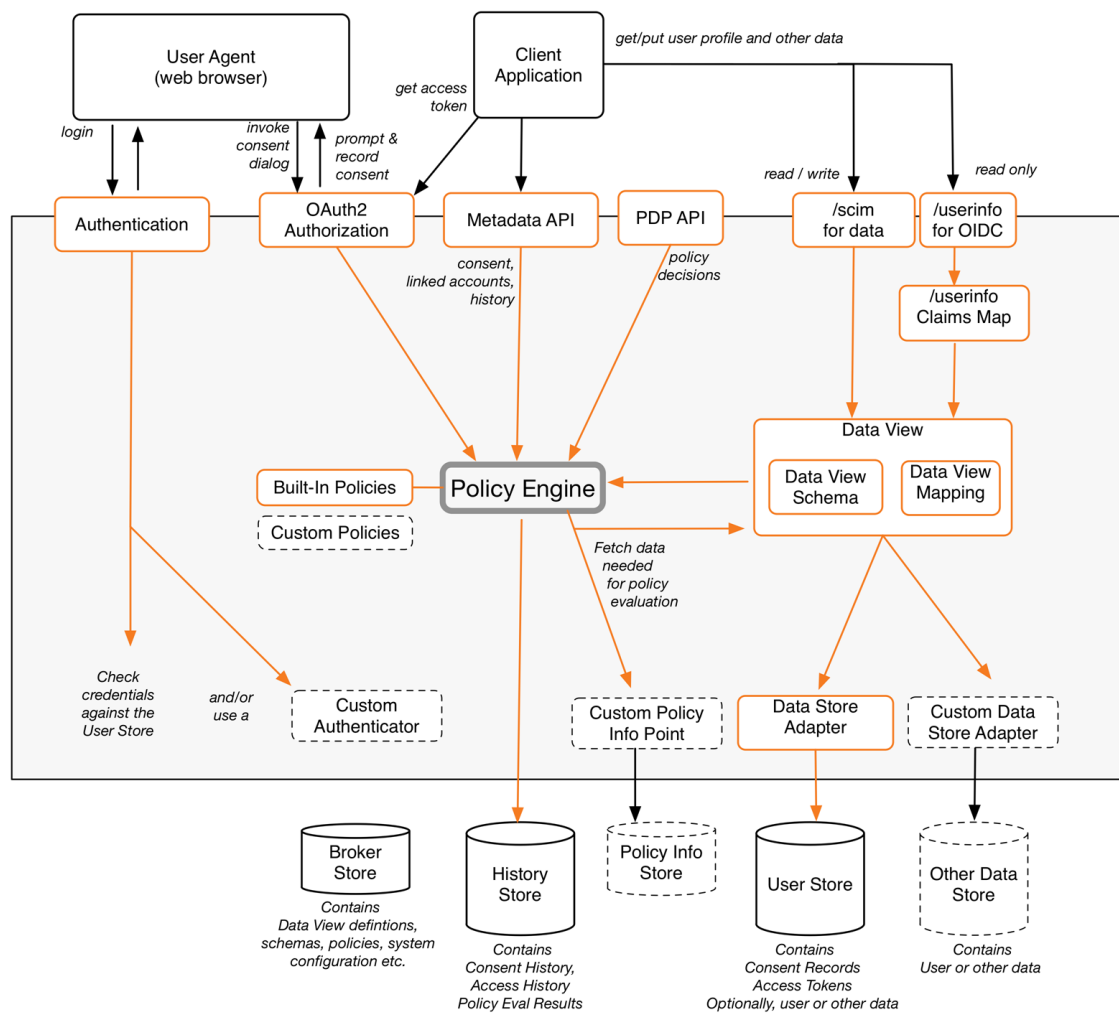 User Agent
(web browser)
Client
Application
get/put user profile and other data
get access
token
login
invoke
consent
dialog
prompt &
record
consent
read / write
read only
Authentication
OAuth2
Authorization
Metadata API
PDP API
/scim
for data
/userinfo
for OIDC
consent,
linked accounts,
history
policy
decisions
/userinfo
Claims Map
Data View
Data View
Schema
Data View
Mapping
Built-In Policies
Policy Engine
Custom Policies
Fetch data
needed
for policy
evaluation
Check
credentials
against the
User Store
and/or
use a
Custom
Authenticator
Custom Policy
Info Point
Data Store
Adapter
Custom Data
Store Adapter
Broker
Store
History
Store
Policy Info
Store
User Store
Other Data
Store
Contains
Data View defintions,
schemas, policies, system
configuration etc.
Contains
Consent History,
Access History
Policy Eval Results
Contains
Consent Records
Access Tokens
Optionally, user or other data
Contains
User or other data